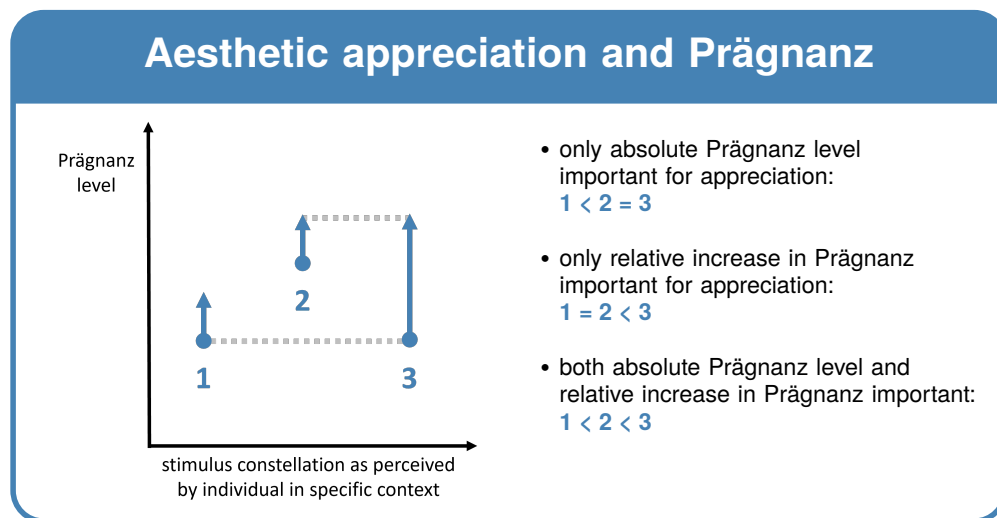 Aesthetic appreciation and Prägnanz
Prägnanz
level
1
2
3
stimulus constellation as perceived
by individual in specific context
• only absolute Prägnanz level
important for appreciation:
1 < 2 = 3
• only relative increase in Prägnanz
important for appreciation:
1 = 2 < 3
• both absolute Prägnanz level and
relative increase in Prägnanz important:
1 < 2 < 3